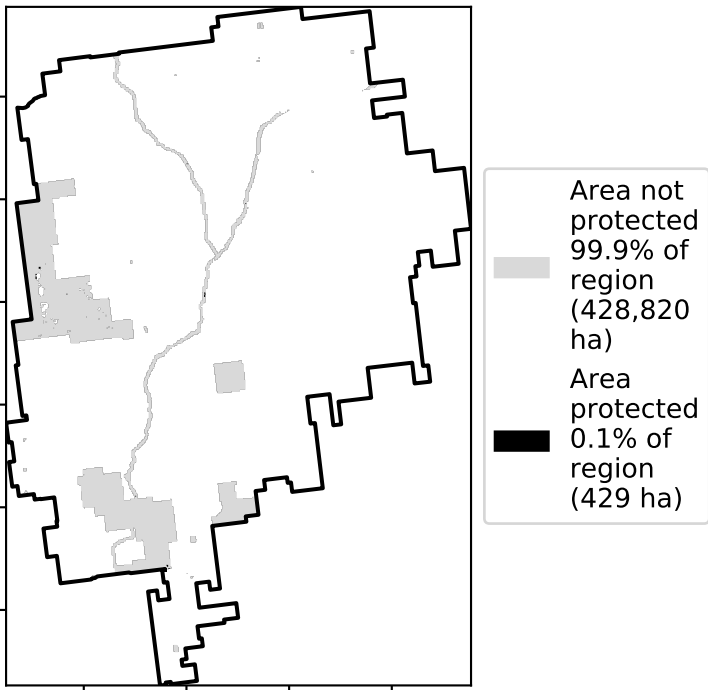 Area not
protected
99.9% of
region
(428,820
ha)
Area
protected
0.1% of
region
(429 ha)